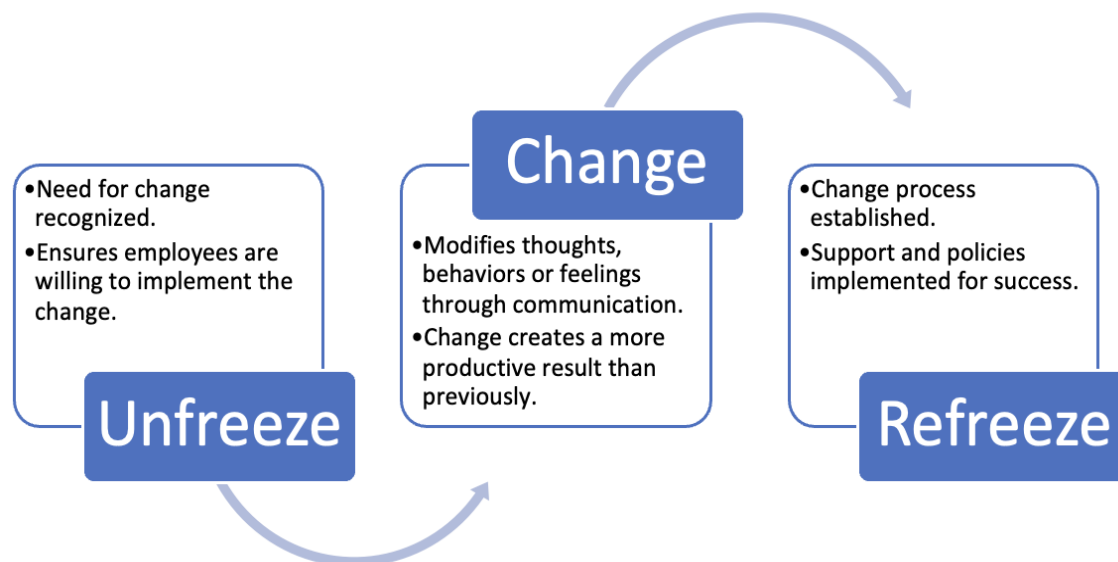 •Need for change
recognized.
•Ensures employees are
willing to implement the
change.
Unfreeze
Change
•Modifies thoughts,
behaviors or feelings
through communication.
•Change creates a more
productive result than
previously.
•Change process
established.
•Support and policies
implemented for success.
Refreeze